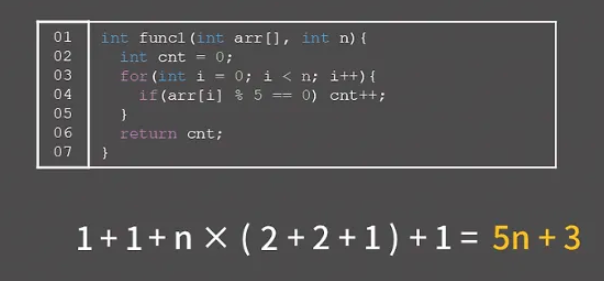 01 int func1(int arr[], int n){
02 int cnt = 0;
03 for(int i = 0; i < n; i++){
04 if(arr[i] % 5 == 0) cnt++;
05 }
06 return cnt;
07 }
1+1+n×(2+2+1)+1= 5n+3